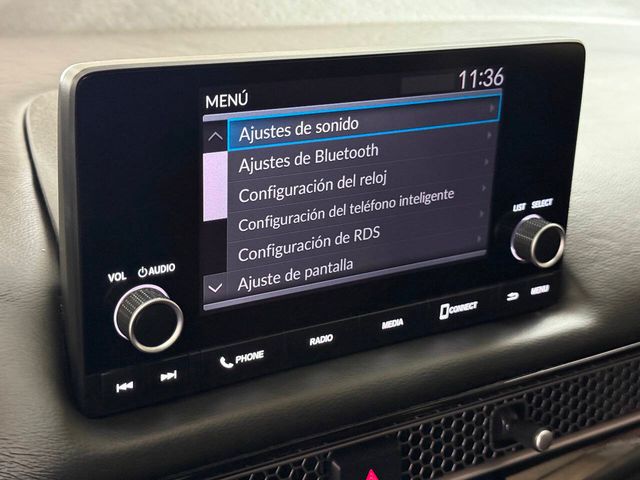 11:36
MENÚ
Ajustes de sonido
Ajustes de Bluetooth
Configuración del reloj
Configuración del teléfono inteligente
Configuración de RDS
Ajuste de pantalla
LIST SELECT
VOL AUDIO
PHONE
RADIO
MEDIA
CONNECT
MENU